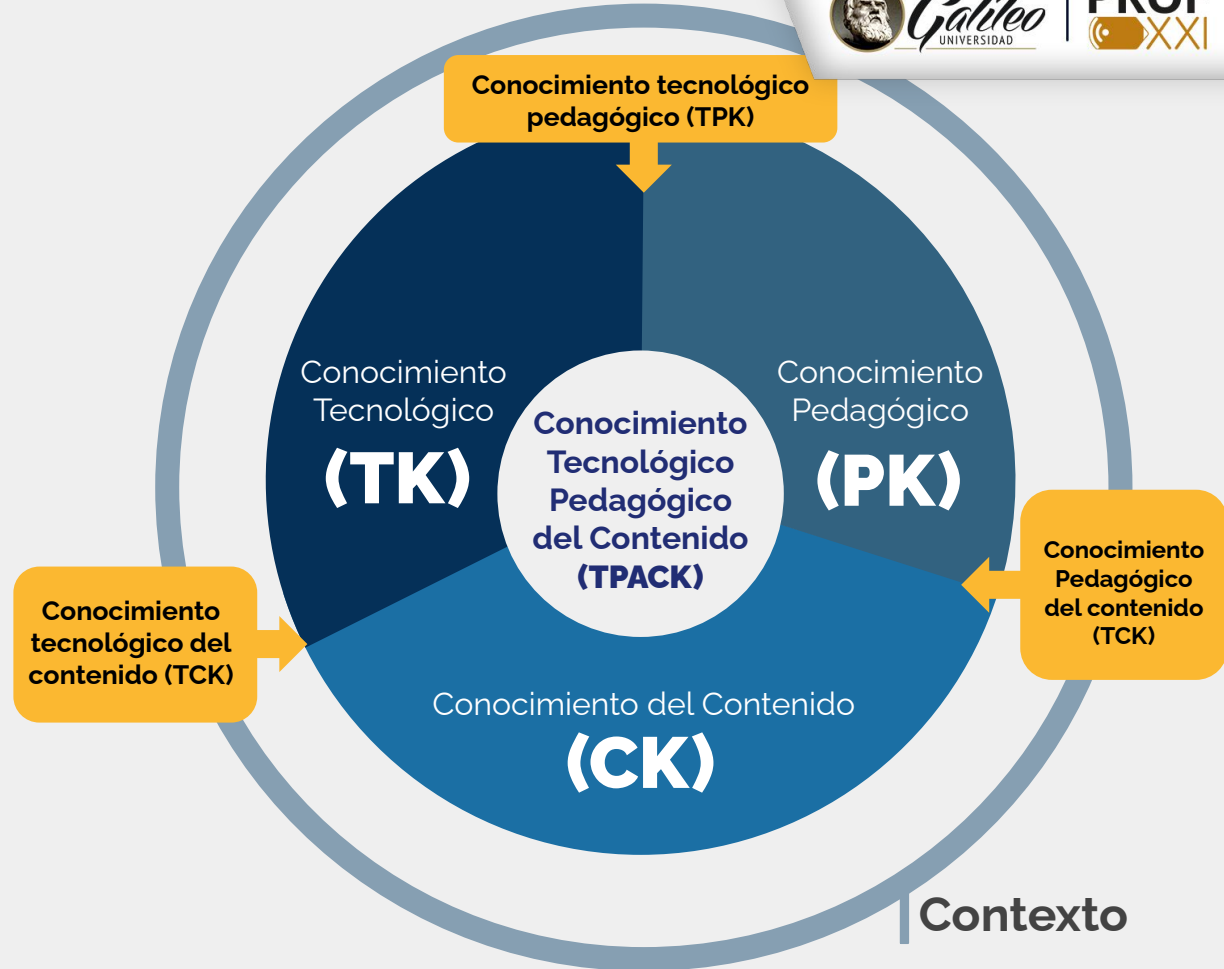 Galileo
UNIVERSIDAD
XXI
Conocimiento tecnológico
pedagógico (TPK)
Conocimiento
Tecnológico
(TK)
Conocimiento
Pedagógico
(PK)
Conocimiento
Tecnológico
Pedagógico
del Contenido
(TPACK)
Conocimiento
Pedagógico
del contenido
(TCK)
Conocimiento
tecnológico del
contenido (TCK)
Conocimiento del Contenido
(CK)
Contexto